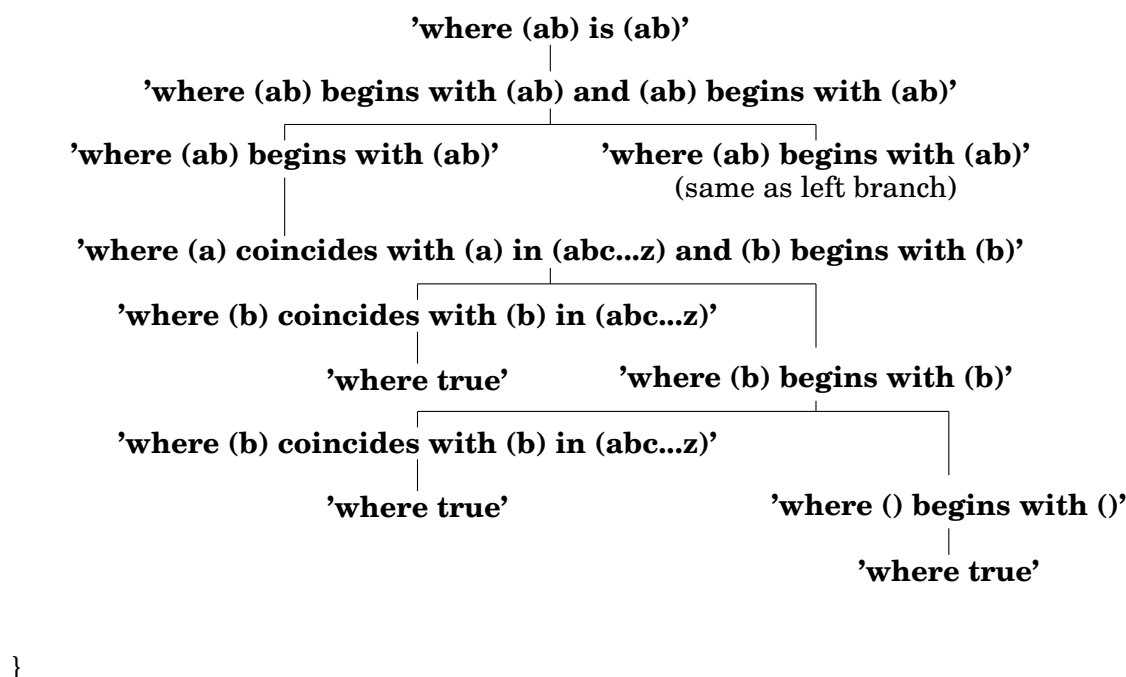 ’where (ab) is (ab)’
’where (ab) begins with (ab) and (ab) begins with (ab)’
’where (ab) begins with (ab)’ ’where (ab) begins with (ab)’
(same as left branch)
’where (a) coincides with (a) in (abc...z) and (b) begins with (b)’
’where (b) coincides with (b) in (abc...z)’
’where true’ ’where (b) begins with (b)’
’where (b) coincides with (b) in (abc...z)’
’where true’ ’where () begins with ()’
’where true’
}